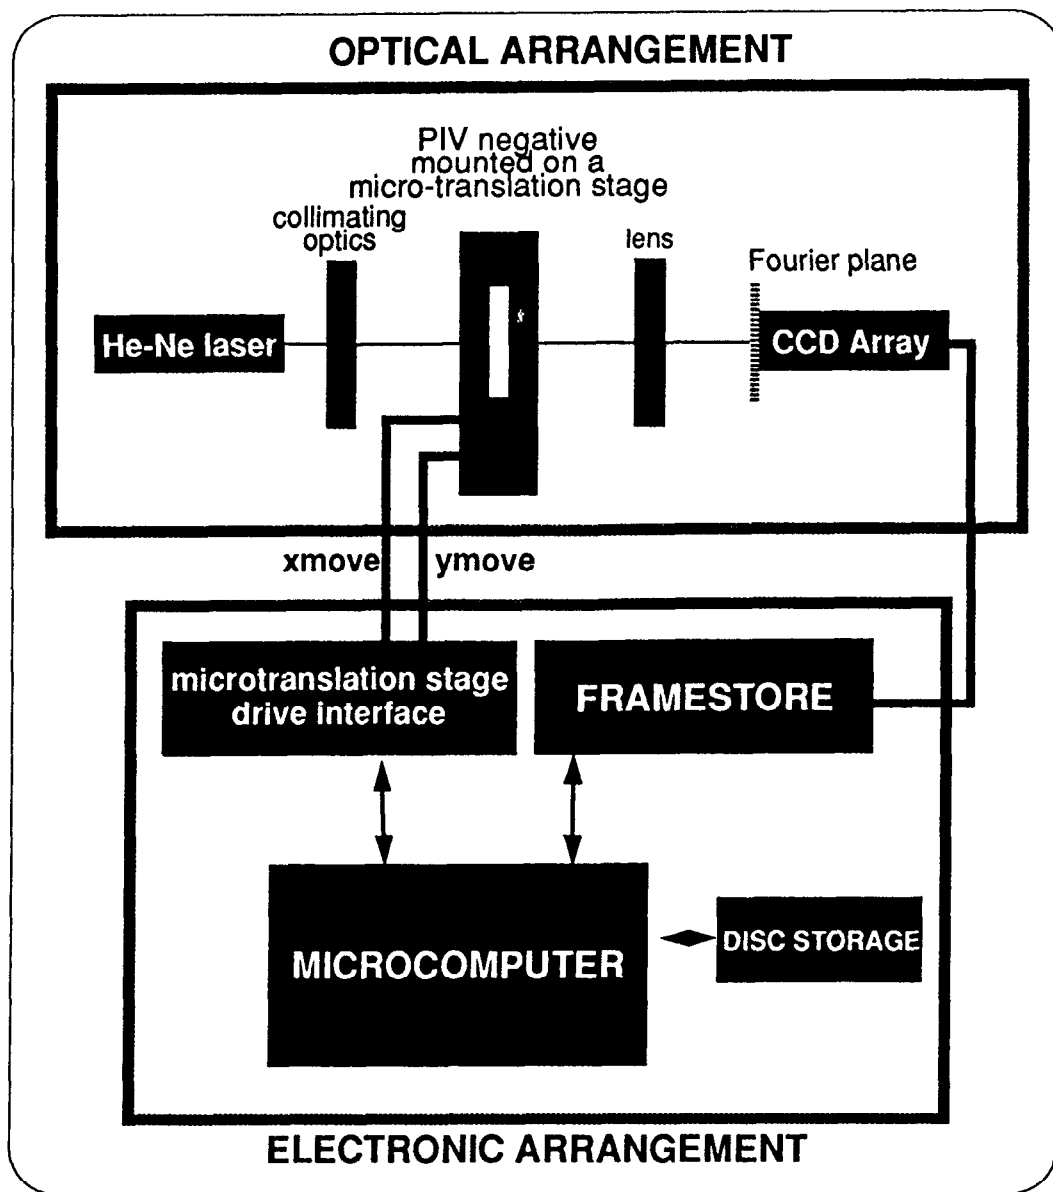 OPTICAL ARRANGEMENT
PIV negative
mounted on a
micro-translation stage
collimating
optics
lens
Fourier plane
He-Ne laser
CCD Array
xmove
ymove
microtranslation stage
drive interface
FRAMESTORE
MICROCOMPUTER
DISC STORAGE
ELECTRONIC ARRANGEMENT